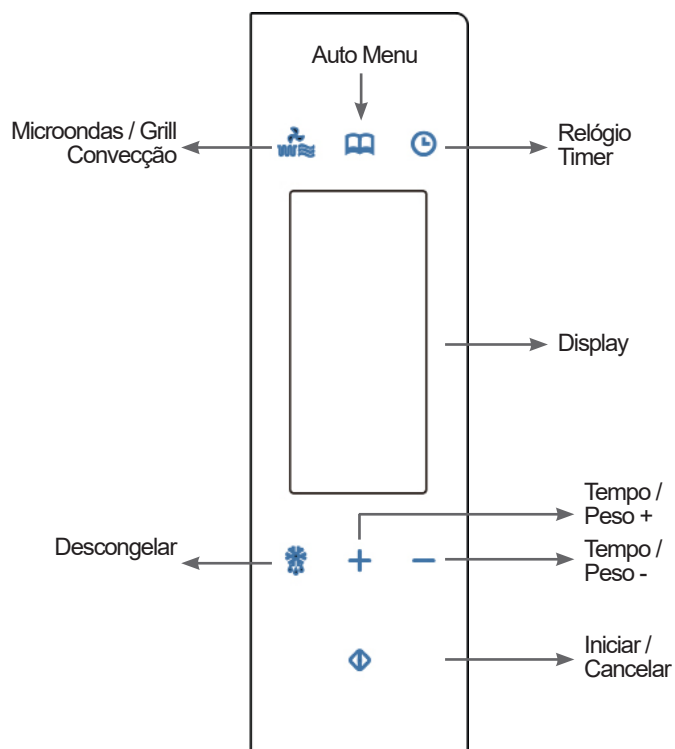 Auto Menu
Microondas / Grill
Convecção
Relógio
Timer
Display
Tempo /
Peso +
Descongelar
Tempo /
Peso -
Iniciar /
Cancelar